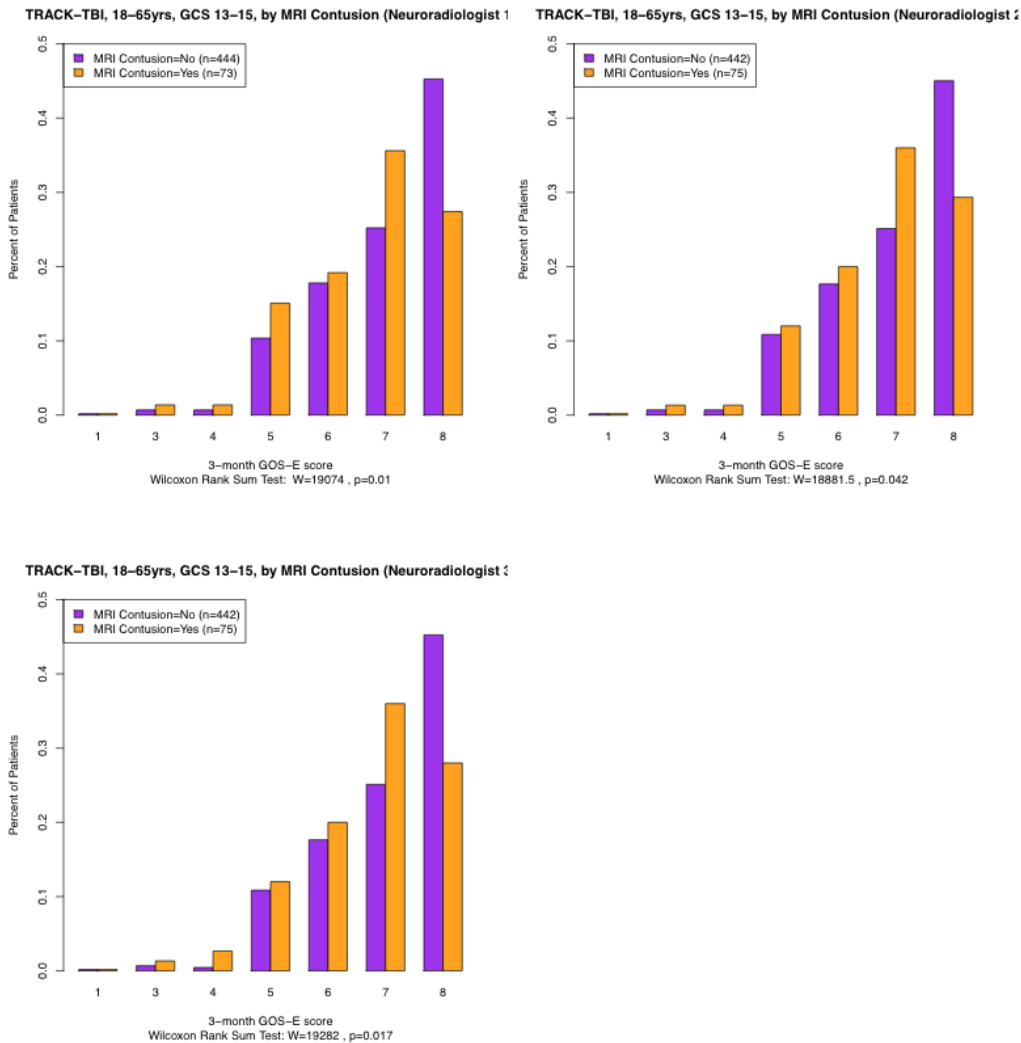 TRACK−TBI, 18−65yrs, GCS 13−15, by MRI Contusion (Neuroradiologist 1
0.5
MRI Contusion=No (n=444)
MRI Contusion=Yes (n=73)
0.4
0.3
0.2
0.1
0.0
Percent of Patients
1 3 4 5 6 7 8
3−month GOS−E score
Wilcoxon Rank Sum Test: W=19074 , p=0.01
TRACK−TBI, 18−65yrs, GCS 13−15, by MRI Contusion (Neuroradiologist 2
0.5
MRI Contusion=No (n=442)
MRI Contusion=Yes (n=75)
0.4
0.3
0.2
0.1
0.0
Percent of Patients
1 3 4 5 6 7 8
3−month GOS−E score
Wilcoxon Rank Sum Test: W=18881.5 , p=0.042
TRACK−TBI, 18−65yrs, GCS 13−15, by MRI Contusion (Neuroradiologist 3
0.5
MRI Contusion=No (n=442)
MRI Contusion=Yes (n=75)
0.4
0.3
0.2
0.1
0.0
Percent of Patients
1 3 4 5 6 7 8
3−month GOS−E score
Wilcoxon Rank Sum Test: W=19282 , p=0.017